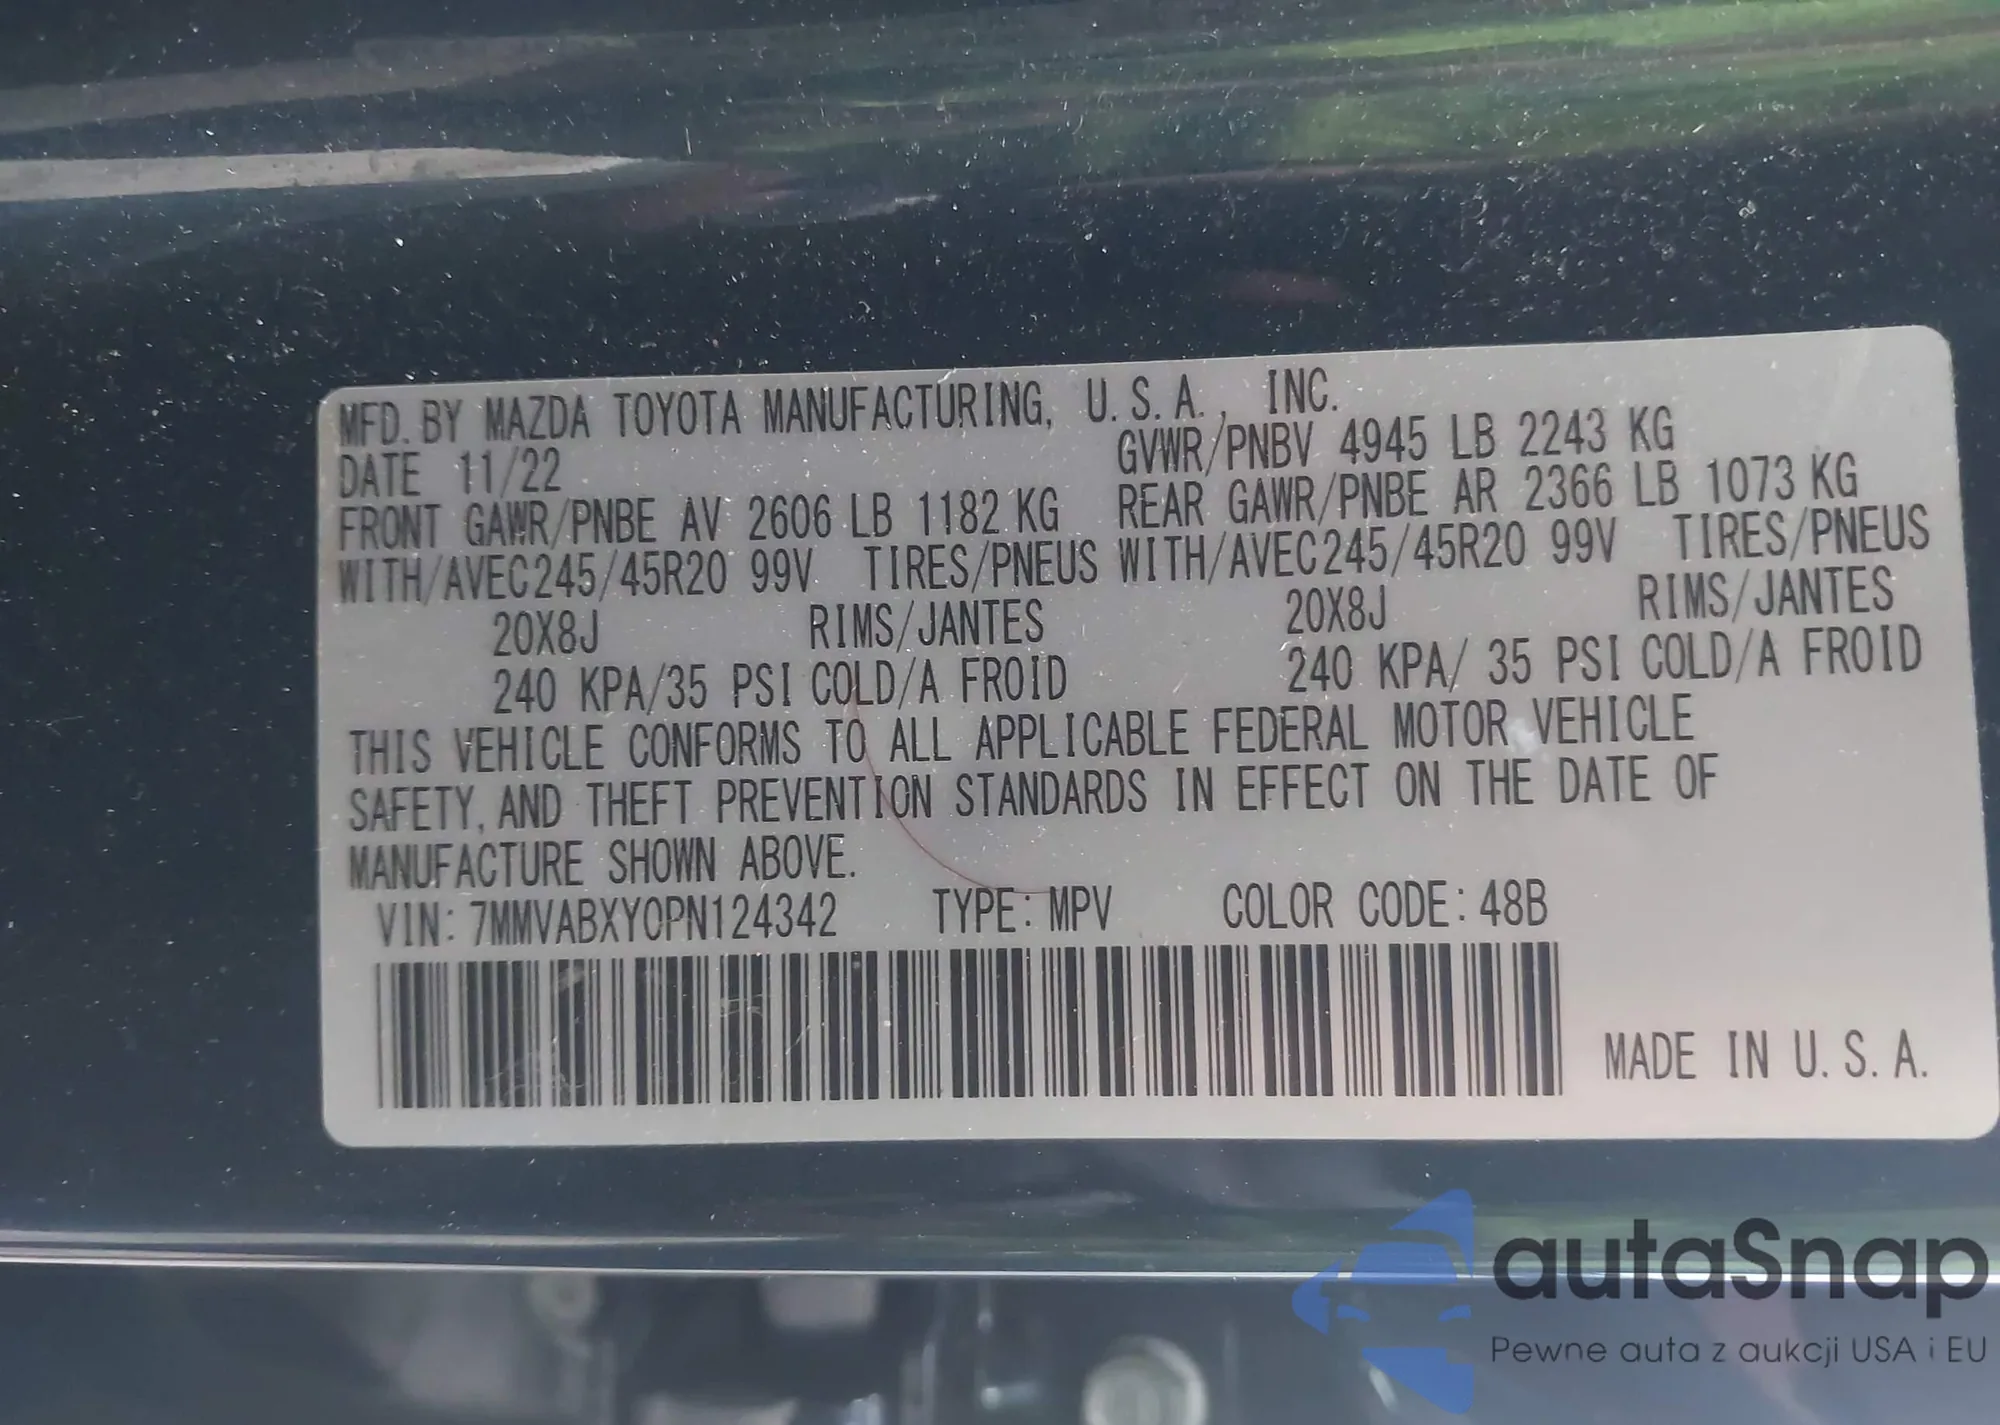 MFD. BY MAZDA TOYOTA MANUFACTURING, U.S.A., INC.
DATE 11/22 GVWR/PNBV 4945 LB 2243 KG
FRONT GAWR/PNBE AV 2606 LB 1182 KG REAR GAWR/PNBE AR 2366 LB 1073 KG
WITH/AVEC245/45R20 99V TIRES/PNEUS WITH/AVEC245/45R20 99V TIRES/PNEUS
20X8J RIMS/JANTES 20X8J RIMS/JANTES
240 KPA/35 PSI COLD/A FROID 240 KPA/ 35 PSI COLD/A FROID
THIS VEHICLE CONFORMS TO ALL APPLICABLE FEDERAL MOTOR VEHICLE
SAFETY, AND THEFT PREVENTION STANDARDS IN EFFECT ON THE DATE OF
MANUFACTURE SHOWN ABOVE.
VIN: 7MMVABXY0PN124342 TYPE: MPV COLOR CODE: 48B
MADE IN U.S.A.
autaSnap
Pewne auta z aukcji USA i EU